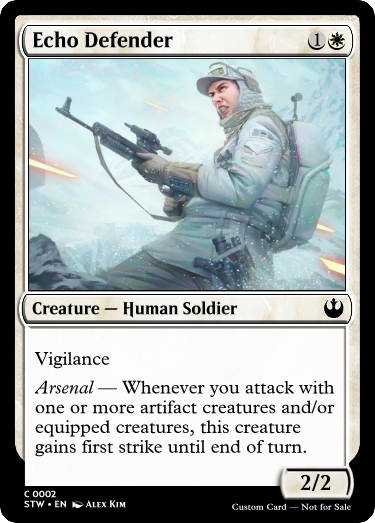 Echo Defender 1
Creature — Human Soldier
Vigilance
Arsenal — Whenever you attack with
one or more artifact creatures and/or
equipped creatures, this creature
gains first strike until end of turn.
2/2
C 0002
STW • EN Alex Kim
Custom Card — Not for Sale